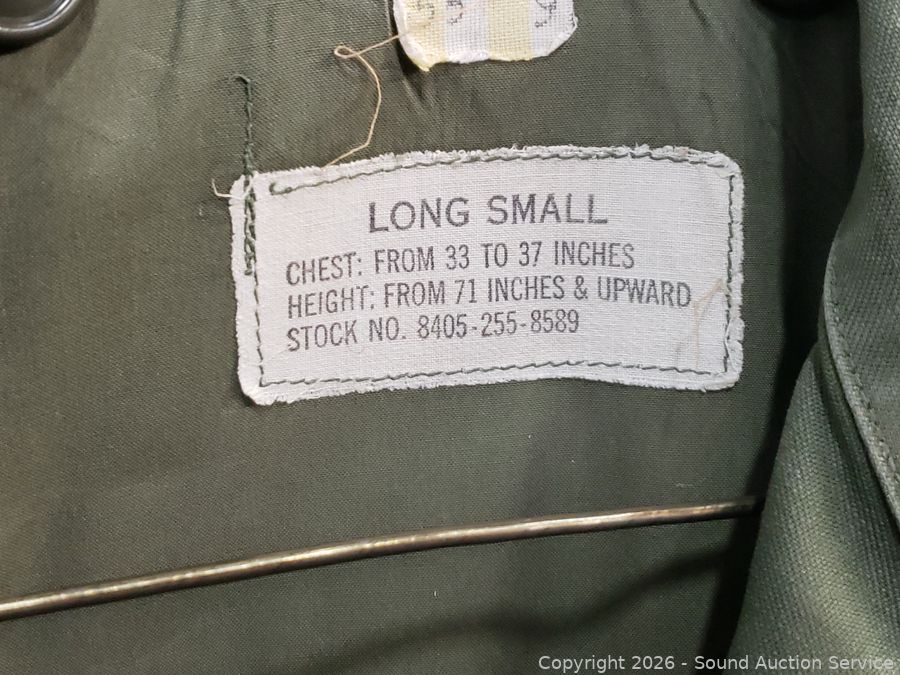 LONG SMALL
CHEST: FROM 33 TO 37 INCHES
HEIGHT: FROM 71 INCHES & UPWARD
STOCK NO. 8405-255-8589
Copyright © 2026 - Sound Auction Service